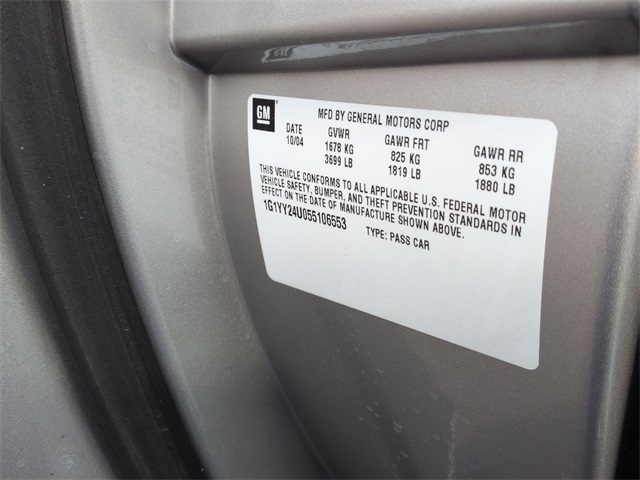 GM
MFD BY GENERAL MOTORS CORP
DATE GVWR GAWR FRT GAWR RR
10/04 1678 KG 825 KG 853 KG
3699 LB 1819 LB 1880 LB
THIS VEHICLE CONFORMS TO ALL APPLICABLE U.S. FEDERAL MOTOR
VEHICLE SAFETY, BUMPER, AND THEFT PREVENTION STANDARDS IN
EFFECT ON THE DATE OF MANUFACTURE SHOWN ABOVE.
1G1YY24U055106553 TYPE: PASS CAR